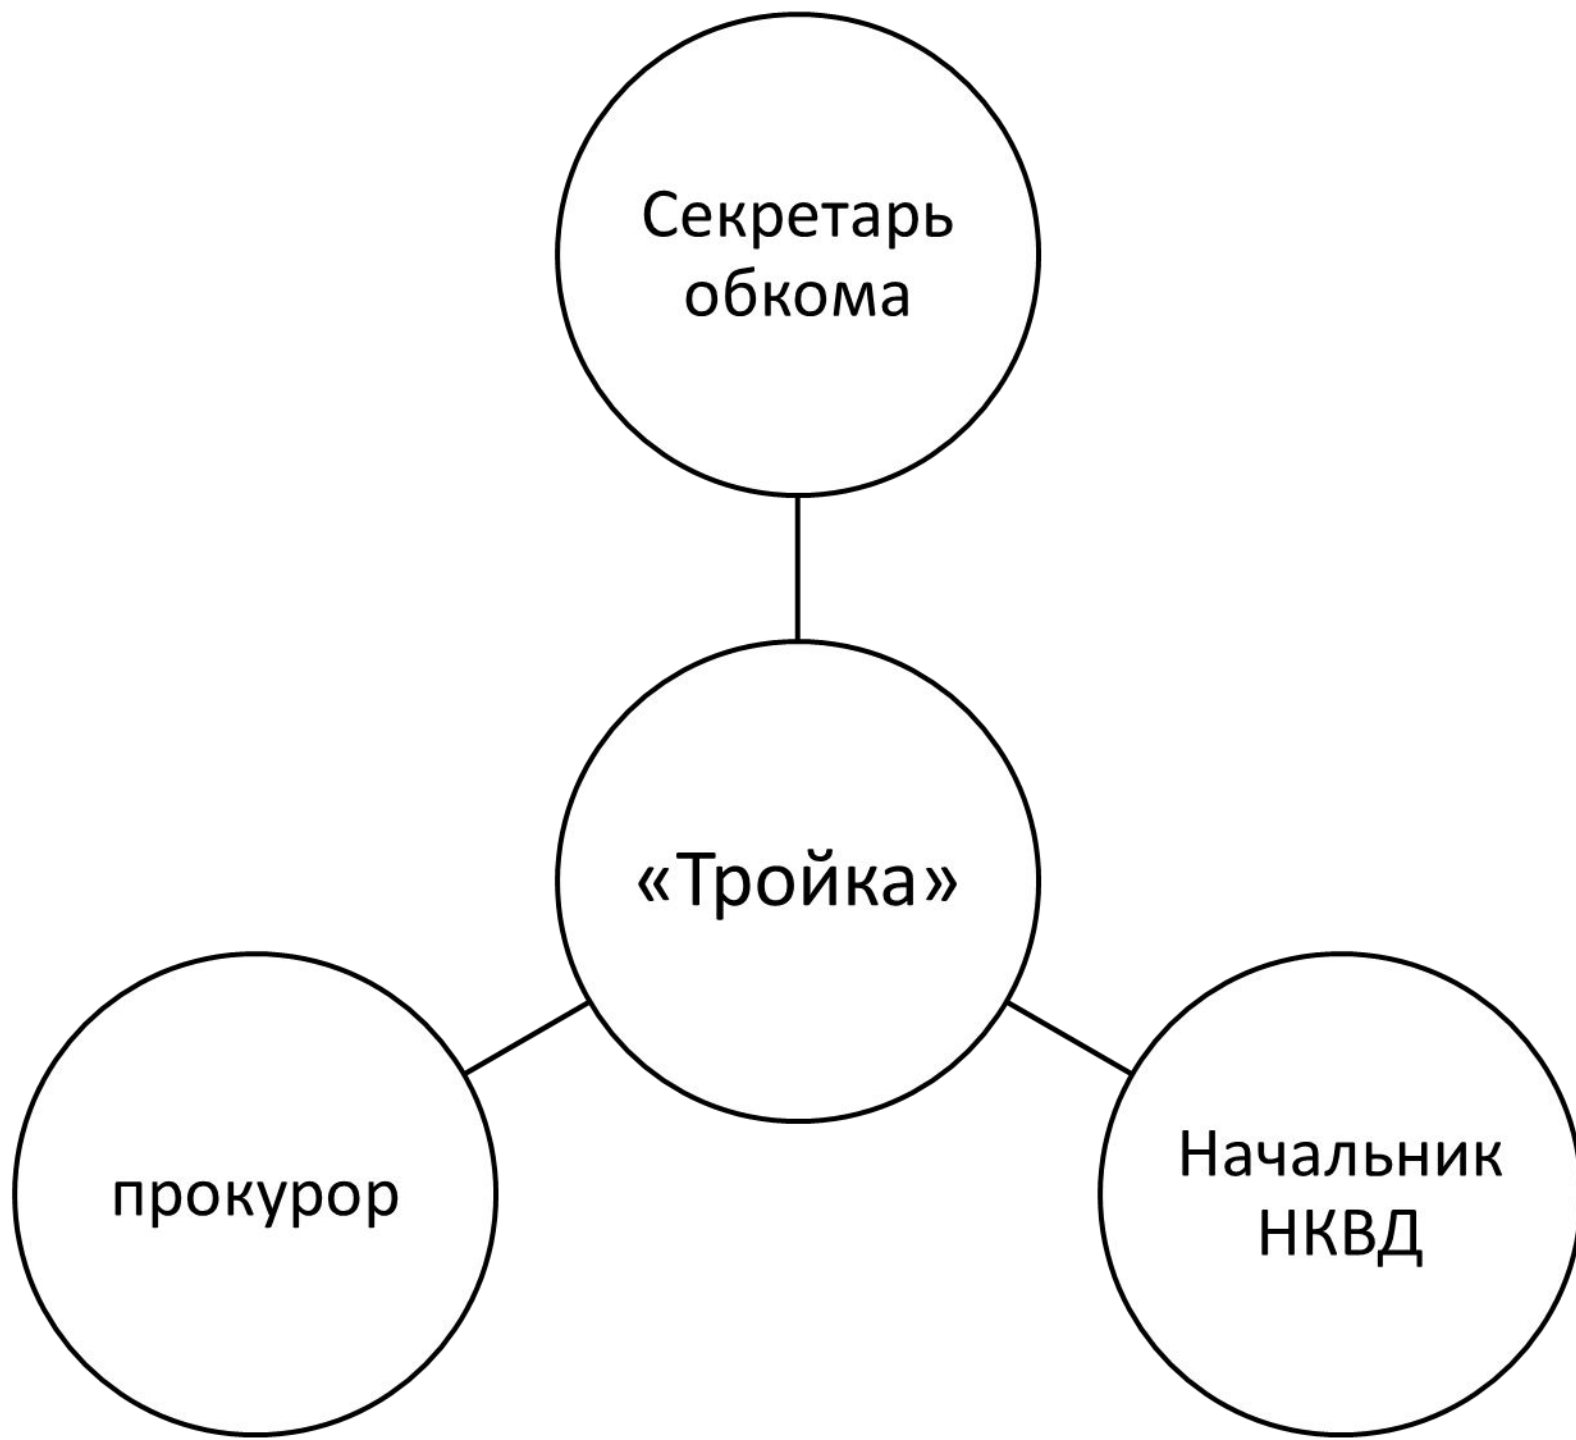 Секретарь
обкома
«Тройка»
прокурор
Начальник
НКВД